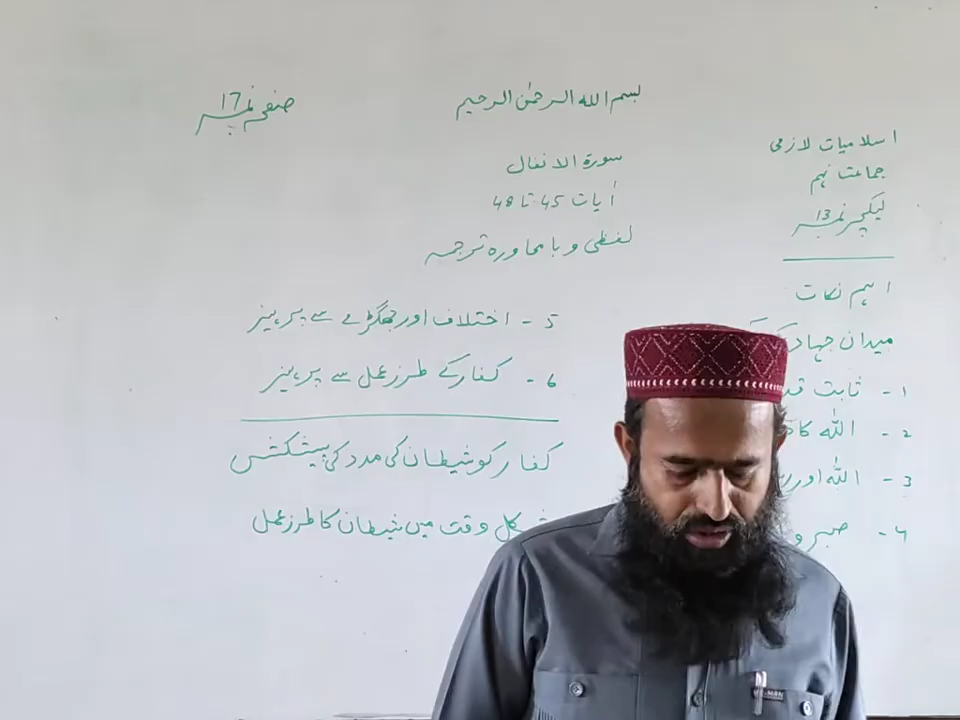 بسم اللہ الرحمٰن الرحیم
صفحہ نمبر 17
اسلامیات لازمی
جماعت نہم
لیکچر نمبر 13
سورۃ الانفال
آیات 45 تا 48
لفظی و بامحاورہ ترجمہ
اہم نکات
میدان جہاد
1- ثابت
2- اللہ کا
3- اللہ اور
4- صبر و
5- اختلاف اور جھگڑے سے پرہیز
6- کفار کے طرز عمل سے پرہیز
کفار کو شیطان کی مدد کی پیشکش
وقت میں شیطان کا طرز عمل